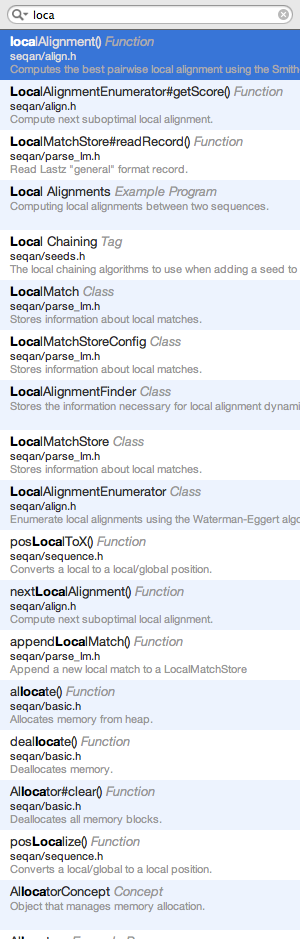 loca
localAlignment() Function
seqan/align.h
Computes the best pairwise local alignment using the Smith
LocalAlignmentEnumerator#getScore() Function
seqan/align.h
Compute next suboptimal local alignment.
LocalMatchStore#readRecord() Function
seqan/parse_lm.h
Read Lastz "general" format record.
Local Alignments Example Program
Computing local alignments between two sequences.
Local Chaining Tag
seqan/seeds.h
The local chaining algorithms to use when adding a seed to
LocalMatch Class
seqan/parse_lm.h
Stores information about local matches.
LocalMatchStoreConfig Class
seqan/parse_lm.h
Stores information about local matches.
LocalAlignmentFinder Class
Stores the information necessary for local alignment dynami
LocalMatchStore Class
seqan/parse_lm.h
Stores information about local matches.
LocalAlignmentEnumerator Class
seqan/align.h
Enumerate local alignments using the Waterman-Eggert algo
posLocalToX() Function
seqan/sequence.h
Converts a local to a local/global position.
nextLocalAlignment() Function
seqan/align.h
Compute next suboptimal local alignment.
appendLocalMatch() Function
seqan/parse_lm.h
Append a new local match to a LocalMatchStore
allocate() Function
seqan/basic.h
Allocates memory from heap.
deallocate() Function
seqan/basic.h
Deallocates memory.
Allocator#clear() Function
seqan/basic.h
Deallocates all memory blocks.
posLocalize() Function
seqan/sequence.h
Converts a local/global to a local position.
AllocatorConcept Concept
Object that manages memory allocation.